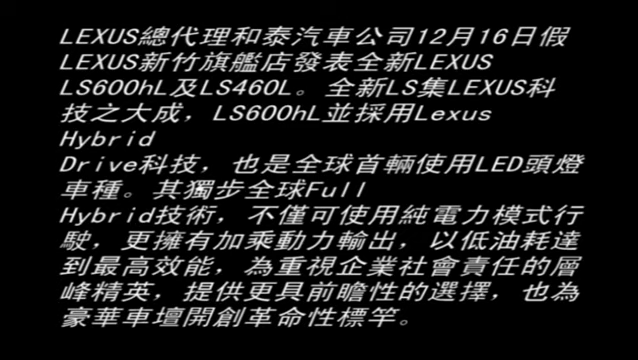 LEXUS總代理和泰汽車公司12月16日假
LEXUS新竹旗艦店發表全新LEXUS
LS600hL及LS460L。全新LS集LEXUS科
技之大成，LS600hL並採用Lexus
Hybrid
Drive科技，也是全球首輛使用LED頭燈
車種。其獨步全球Full
Hybrid技術，不僅可使用純電力模式行
駛，更擁有加乘動力輸出，以低油耗達
到最高效能，為重視企業社會責任的層
峰精英，提供更具前瞻性的選擇，也為
豪華車壇開創革命性標竿。